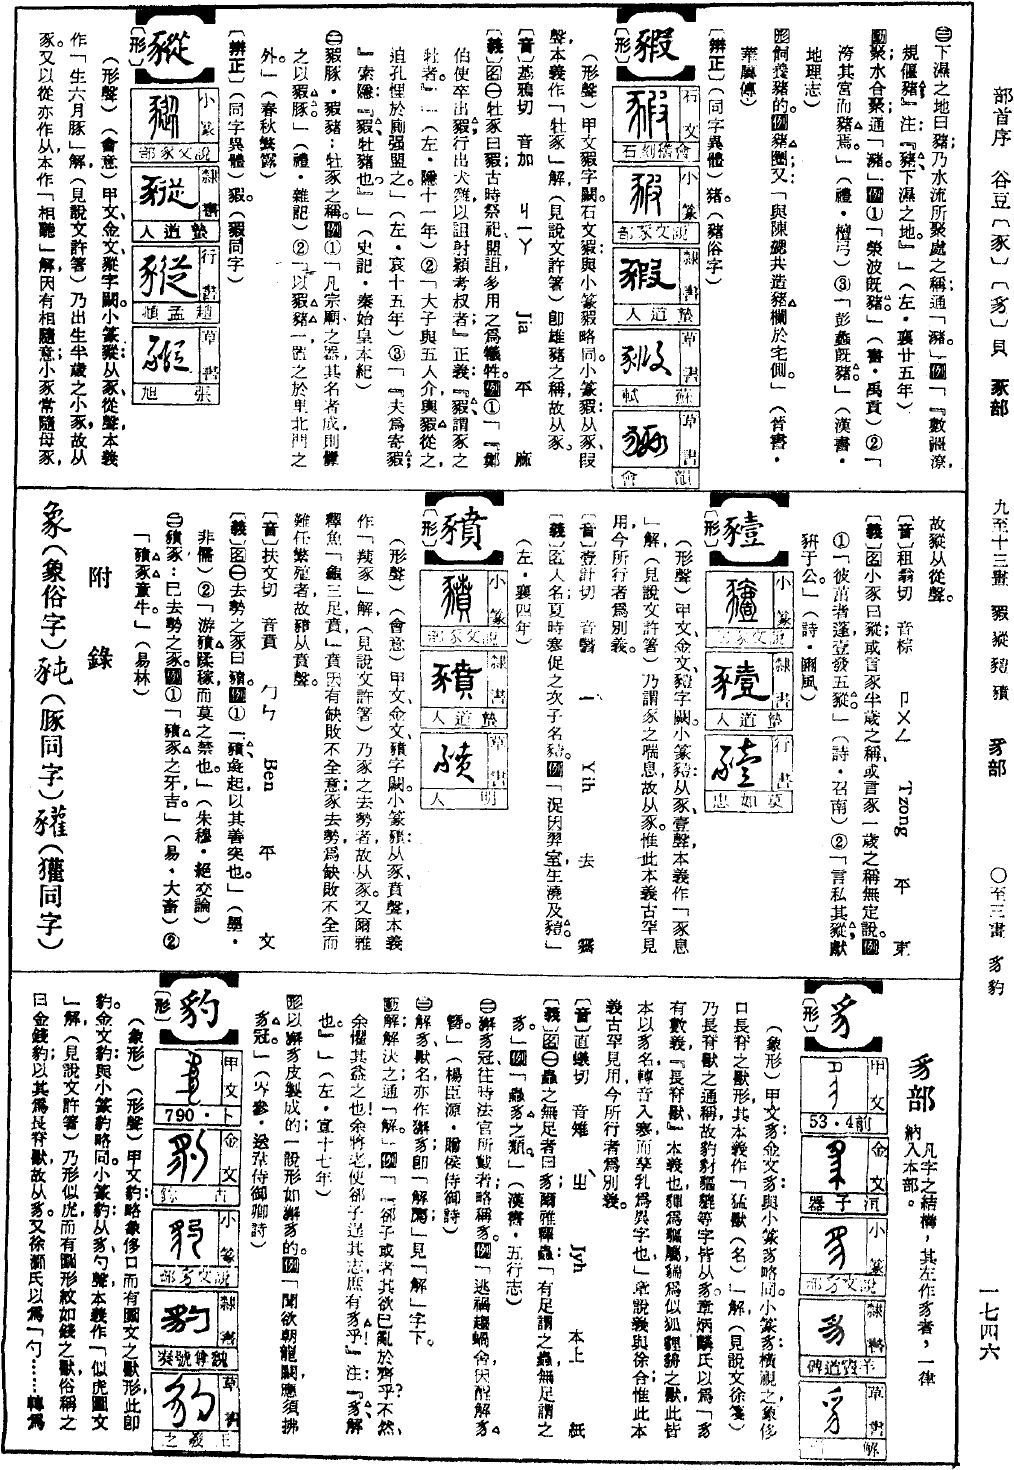 部首序　谷豆〔豕〕〔豸〕貝　豕部　九至十三畫　豭豵豷豶　豸部　〇至三畫　豸豹　一七四六
㊂下濕之地曰豬；乃水流所聚處之稱；通「瀦。」例「『數疆潦，
規偃豬』注：『豬，下濕之地。』」（左・襄廿五年）
動聚；水合聚；通「瀦。」例①「滎波旣豬。」（書・禹貢）②「
洿其宮而豬焉。」（禮・檀弓）③「彭蠡旣豬。」（漢書・
地理志）
形飼養豬的。例豬圈；又「與陳總共造豬欄於宅側。」（晉書・
華廙傳）
〔辨正〕（同字異體）猪。（豬俗字）
豭
〔形〕
行文　會稽刻石
小篆　說文豕部
隸書　蟄道人
草書　蘇軾
草書　韻會
（形聲）甲文豭字闕。石文豭與小篆豭略同。小篆豭：从豕，叚
聲，本義作「牡豕」解，（見說文許箸）卽雄豬之稱，故从豕。
〔音〕基鴉切　音加　ㄐㄧㄚ　Jia　平　麻
〔義〕名㊀牡豕曰豭；古時祭祀盟詛多用之爲犧牲。例①「『鄭
伯使卒出豭，行出犬雞，以詛射穎考叔者』正義：『豭，謂豕之
牡者。』」（左・隱十一年）②「大子與五人介，輿豭從之，
迫孔悝於廁，强盟之。」（左・哀十五年）③「『夫爲寄豭
』索隱：『豭，牡豬也』」（史記・秦始皇本紀）
㊁豭豚・豭豬：牡豕之稱。例①「凡宗廟之器，其名者成，則釁
之以豭豚。」（禮・雜記）②「以豭豬一置之於里北門之
外。」（春秋繁露）
〔辨正〕（同字異體）豭。（豭同字）
豵
〔形〕
小篆　說文豕部
隸書　蟄道人
行書　趙孟頫
草書　張旭
（形聲）（會意）甲文、金文豵字闕。小篆豵：从豕，從聲，本義
作「生六月豚」解，（見說文許箸）乃出生半歲之小豕，故从
豕。又以從亦作从，从本作「相聽」解，因有相隨意；小豕常隨母豕，
故豵从從聲。
〔音〕租翁切　音棕　ㄗㄨㄥ　Tzong　平　東
〔義〕名小豕曰豵；或言豕半歲之稱，或言豕一歲之稱，無定說。例
①「彼茁者蓬，壹發五豵。」（詩・召南）②「言私其豵，獻
豣于公。」（詩・豳風）
豷
〔形〕
小篆　說文豕部
隸書　蟄道人
行書　莫如忠
（形聲）甲文、金文豷字闕。小篆豷：从豕，壹聲，本義作「豕息
」解，（見說文許箸）乃謂豕之喘息，故从豕。惟此本義古罕見
用，今所行者爲別義。
〔音〕壹計切　音翳　ㄧˋ　Yih　去　霽
〔義〕名人名，夏時寒浞之次子名豷。例「浞因羿室，生澆及豷。」
（左・襄四年）
豶
〔形〕
小篆　說文豕部
隸書　蟄道人
草書　明人
（形聲）（會意）甲文、金文、豶字闕。小篆豶：从豕，賁聲，本義
作「羠豕」解，（見說文許箸）乃豕之去勢者，故从豕。又爾雅
釋魚「龜三足賁，」賁因有缺敗不全意；豕去勢爲缺敗不全而
難任繁殖者，故豶从賁聲。
〔音〕扶文切　音賁　ㄅㄣ　Ben　平　文
〔義〕名㊀去勢之豕曰豶。例①「豶彘起，以其善突也。」（墨・
非儒）②「游豶蹂稼，而莫之禁也。」（朱穆・絕交論）
㊁豶豕：已去勢之豕。例①「豶豕之牙，吉。」（易・大畜）②
「豶豕童牛。」（易林）
附錄
象（象俗字）豘（豚同字）貛（獾同字）
豸部　凡字之結構，其左作豸者，一律
納入本部。
豸
〔形〕
甲文　前4・53
金文　父子器
小篆　說文豸部
隸書　羊竇道碑
草書
（象形）甲文豸金文豸與小篆豸略同。小篆豸：橫視之象侈
口長脊之獸形，其本義作「猛獸（名）」解，（見說文徐箋）
乃長脊獸之通稱，故豹豺貙貔等字皆从豸。章炳麟氏以爲「豸
有數義：『長脊獸』本義也；
本以豸名，轉音入寒而孳乳爲異字也。」章說義與徐合；惟此本
義古罕見用，今所行者爲別義。
〔音〕直蟻切　音雉　ㄓˋ　Jyh　本上　紙
〔義〕名㊀蟲之無足者曰豸；爾雅釋蟲：「有足謂之蟲，無足謂之
豸。」例「蟲豸之類。」（漢書・五行志）
㊁獬豸冠，往時法官所戴者，略稱豸。例「逃禍趨蝸舍，因酲解豸
簪。」（楊臣源・贈侯侍御詩）
㊂解豸，獸名，亦作獬豸，卽「解廌，」見「解」字下。
動解；解決之；通「解。」例「『郤子或者其欲已亂於齊乎？不然，
余懼其益之也！余將老，使郤子逞其志，庶有豸乎！』注：『豸，解
也。』」（左・宣十七年）
形以獬豸皮製成的；一說形如獬豸的。例「聞欲朝龍闕，應須拂
豸冠。」（岑參・送韋侍御詩）
豹
〔形〕
甲文　卜・790
金文　古鉢
小篆　說文豸部
隸書　魏尊號奏
草書　王羲之
（象形）（形聲）甲文豹：略象侈口而有圜文之獸形，此卽
豹。金文豹：與小篆豹略同。小篆豹：从豸，勺聲，本義作「似虎圜文
」解，（見說文許箸）乃形似虎而有圜形紋如錢之獸，俗稱之
曰金錢豹；以其爲長脊獸，故从豸。又徐灝氏以爲「勺……轉爲